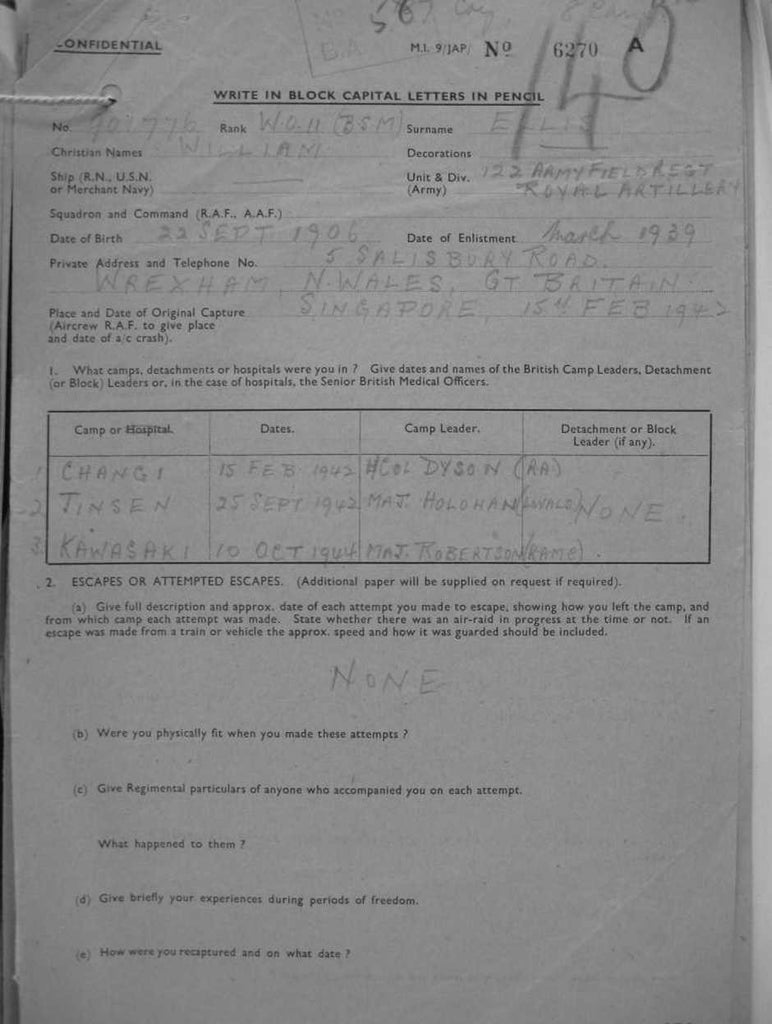 CONFIDENTIAL
M.I. 9/JAP/ No 6270 A
140
WRITE IN BLOCK CAPITAL LETTERS IN PENCIL
No. 901776 Rank W.O.II (BSM) Surname ELLIS
Christian Names WILLIAM Decorations
Ship (R.N., U.S.N. or Merchant Navy) Unit & Div. (Army) 122 ARMY FIELD REGT
ROYAL ARTILLERY
Squadron and Command (R.A.F., A.A.F.)
Date of Birth 22 SEPT 1906 Date of Enlistment March 1939
Private Address and Telephone No. 5 SALISBURY ROAD.
WREXHAM, N. WALES, GT BRITAIN.
Place and Date of Original Capture SINGAPORE, 15TH FEB 1942
(Aircrew R.A.F. to give place
and date of a/c crash).
1. What camps, detachments or hospitals were you in ? Give dates and names of the British Camp Leaders, Detachment
(or Block) Leaders or, in the case of hospitals, the Senior British Medical Officers.
Camp or Hospital. Dates. Camp Leader. Detachment or Block
Leader (if any).
1 CHANGI 15 FEB 1942 COL DYSON (RA)
2. JINSEN 25 SEPT 1942 MAJ. HOLOHAN NONE.
3. KAWASAKI 10 OCT 1944 MAJ. ROBERTSON (RAMC).
2. ESCAPES OR ATTEMPTED ESCAPES. (Additional paper will be supplied on request if required).
(a) Give full description and approx. date of each attempt you made to escape, showing how you left the camp, and
from which camp each attempt was made. State whether there was an air-raid in progress at the time or not. If an
escape was made from a train or vehicle the approx. speed and how it was guarded should be included.
NONE
(b) Were you physically fit when you made these attempts ?
(c) Give Regimental particulars of anyone who accompanied you on each attempt.
What happened to them ?
(d) Give briefly your experiences during periods of freedom.
(e) How were you recaptured and on what date ?